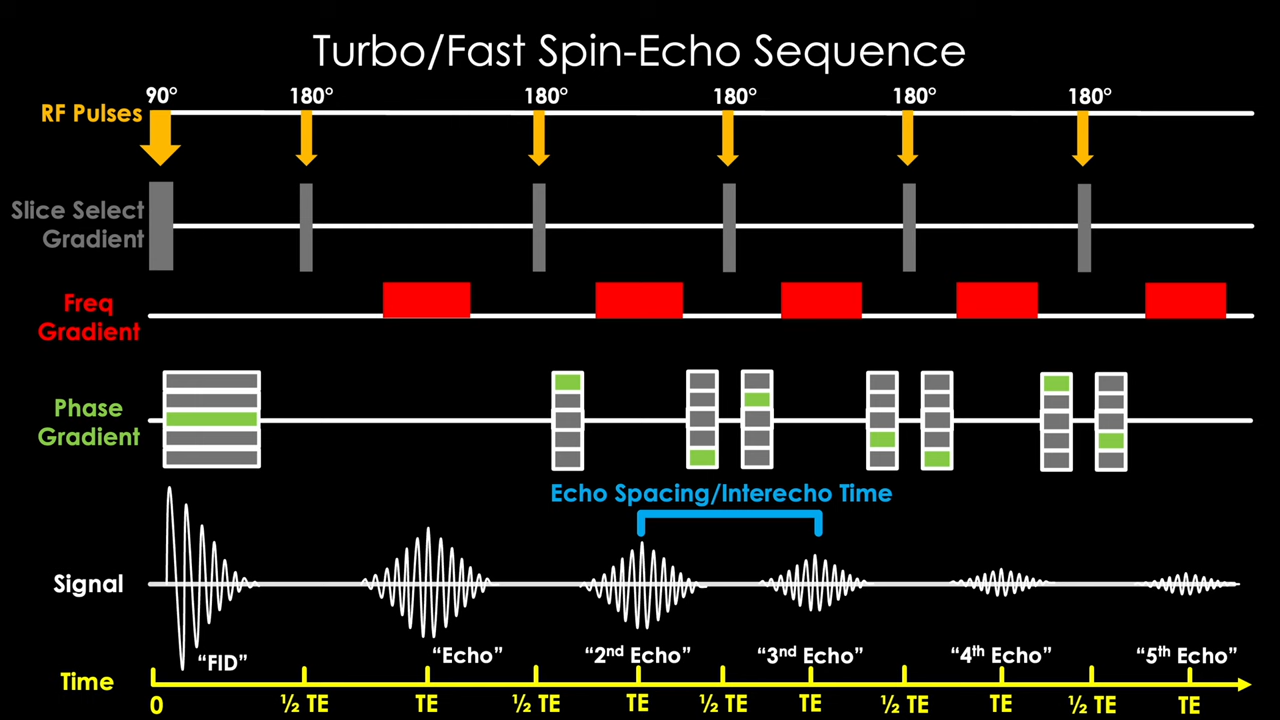 Turbo/Fast Spin-Echo Sequence
90° 180° 180° 180° 180° 180°
RF Pulses
Slice Select
Gradient
Freq
Gradient
Phase
Gradient
Echo Spacing/Interecho Time
Signal
“FID” “Echo” “2nd Echo” “3nd Echo” “4th Echo” “5th Echo”
Time
0 ½ TE TE ½ TE TE ½ TE TE ½ TE TE ½ TE TE